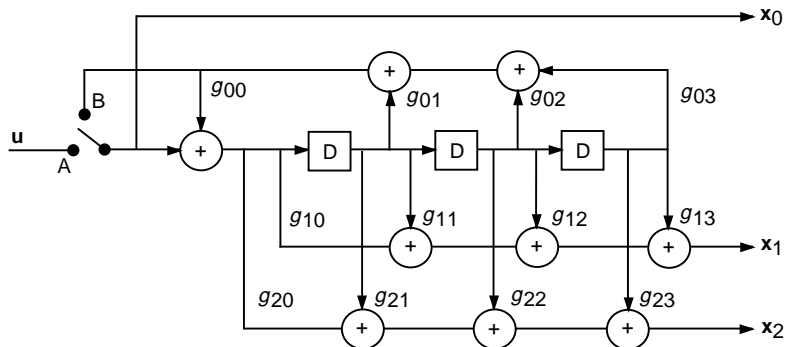 x0
g00
g01
g02
g03
B
u
A
+
+
+
D
D
D
g10
g11
g12
g13
+
+
+
x1
g20
g21
g22
g23
+
+
+
x2